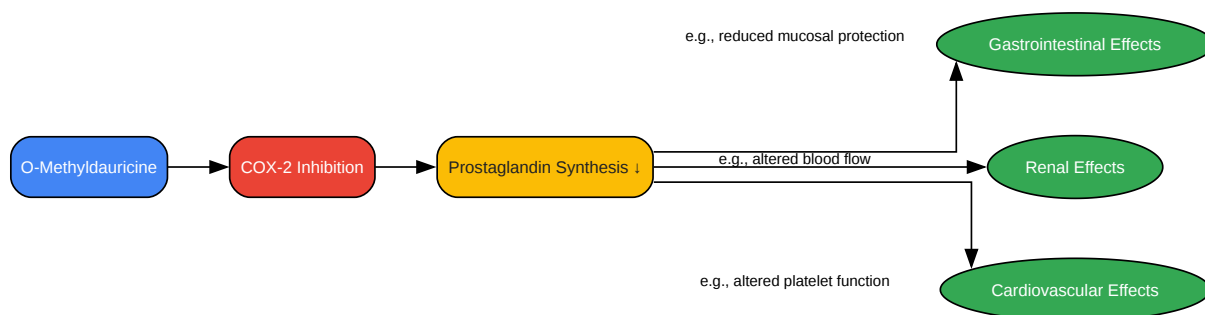 e.g., reduced mucosal protection
Gastrointestinal Effects
O-Methyldauricine
COX-2 Inhibition
Prostaglandin Synthesis ↓
e.g., altered blood flow
Renal Effects
e.g., altered platelet function
Cardiovascular Effects